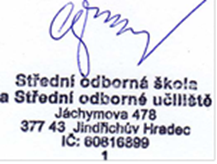 Střední odborná škola
a Střední odborné učiliště
Jáchymova 478
377 43 Jindřichův Hradec
IČ: 60816899
1